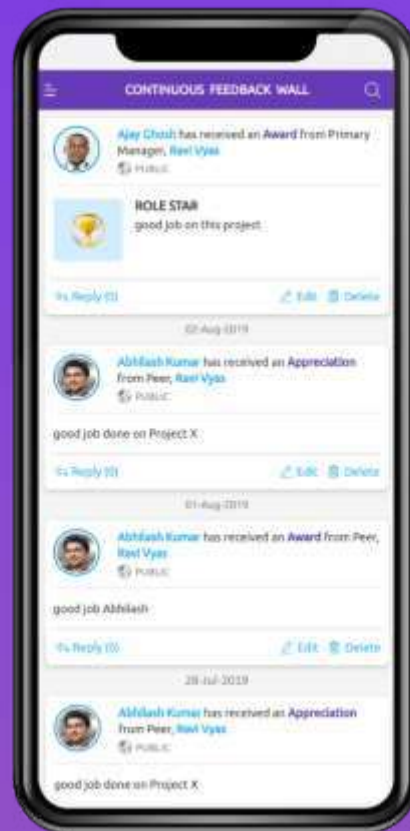 CONTINUOUS FEEDBACK WALL
Ajay Ghosh has received an Award from Primary
Manager, Ravi Vyas
PUBLIC
ROLE STAR
good job on this project
Reply (0) Edit Delete
02-Aug-2019
Abhilash Kumar has received an Appreciation
from Peer, Ravi Vyas
PUBLIC
good job done on Project X
Reply (0) Edit Delete
01-Aug-2019
Abhilash Kumar has received an Award from Peer,
Ravi Vyas
PUBLIC
good job Abhilash
Reply (0) Edit Delete
28-Jul-2019
Abhilash Kumar has received an Appreciation
from Peer, Ravi Vyas
PUBLIC
good job done on Project X